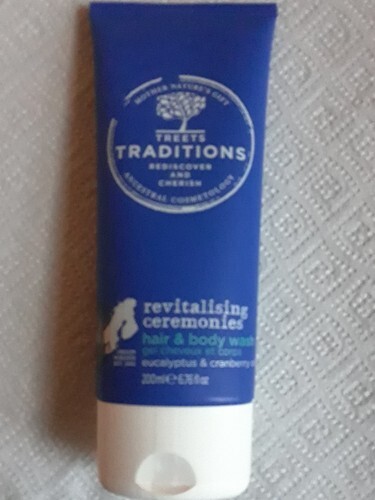 MOTHER NATURE'S GIFT
TREETS
TRADITIONS
REDISCOVER
AND
CHERISH
ANCESTRAL COSMETOLOGY
revitalising
ceremonies
hair & body wash
gel cheveux et corps
eucalyptus & cranberry
200ml ℮ 6.76 fl oz